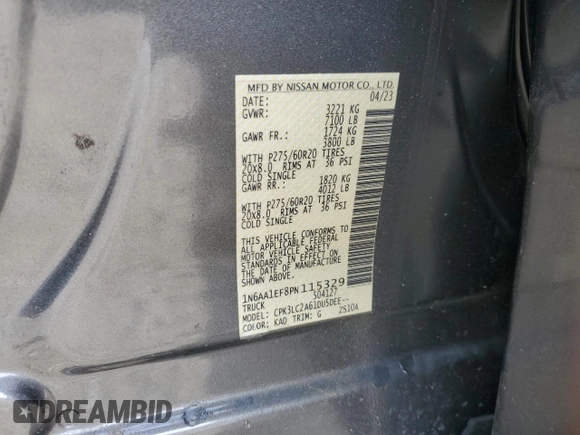 MFD BY NISSAN MOTOR CO., LTD.
DATE: 04/23
GVWR: 3221 KG
7100 LB
GAWR FR.: 1724 KG
3800 LB
WITH P275/60R20 TIRES
20x8.0 RIMS AT 36 PSI
COLD SINGLE
GAWR RR.: 1820 KG
4012 LB
WITH P275/60R20 TIRES
20x8.0 RIMS AT 36 PSI
COLD SINGLE
THIS VEHICLE CONFORMS TO
ALL APPLICABLE FEDERAL
MOTOR VEHICLE SAFETY
STANDARDS IN EFFECT ON
THE DATE OF MANUFACTURE
SHOWN ABOVE.
1N6AA1EF8PN115329
TRUCK 504127
MODEL: CPK3LC2A61DU5DEE--
COLOR: KAD TRIM: G ZS10A
DREAMBID